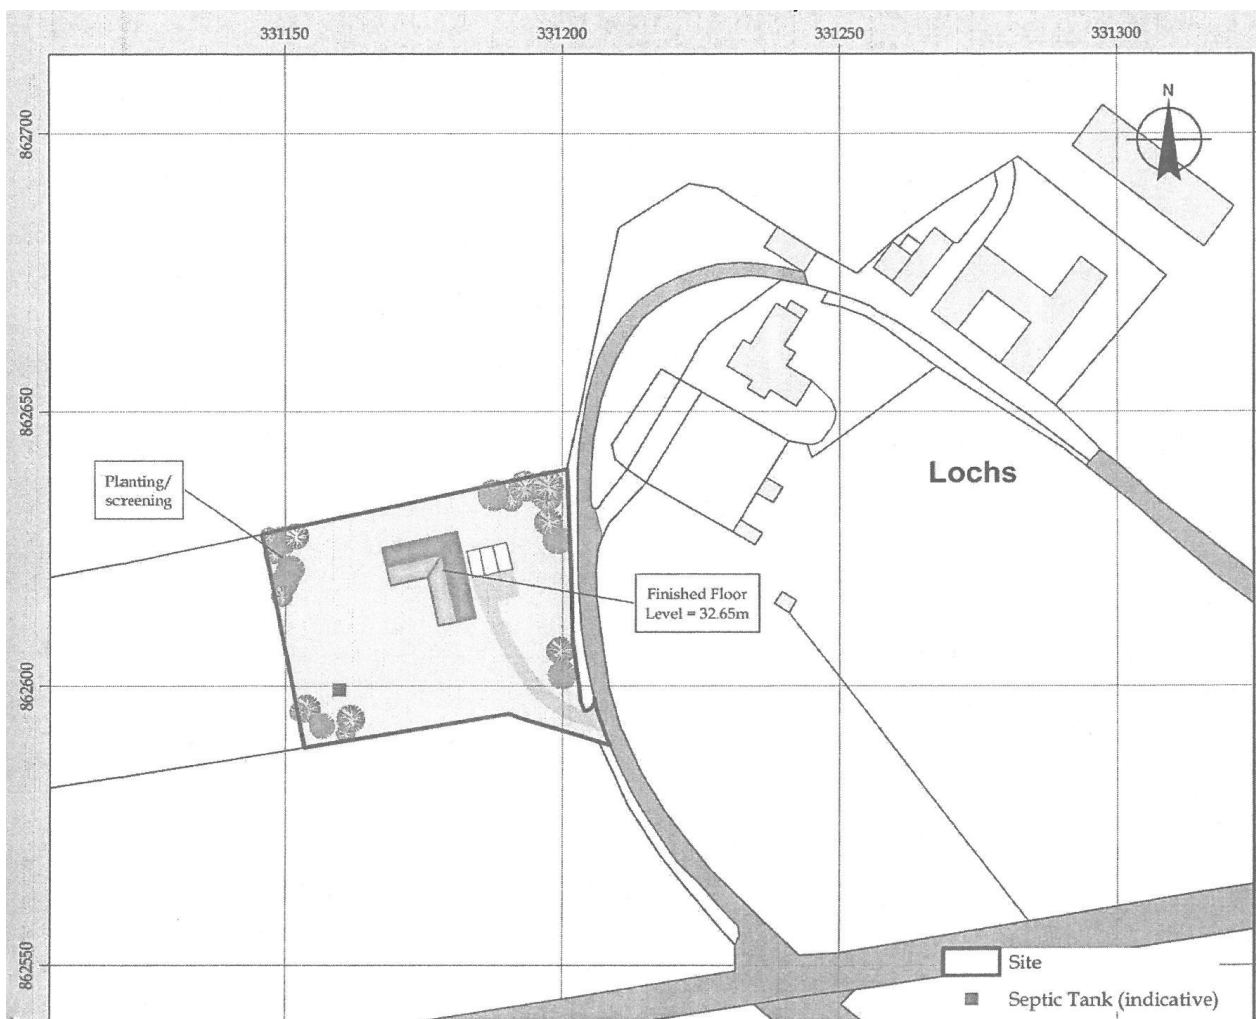 331150
331200
331250
331300
862700
N
862650
Planting/
screening
Lochs
Finished Floor
Level = 32.65m
862600
862550
Site
Septic Tank (indicative)